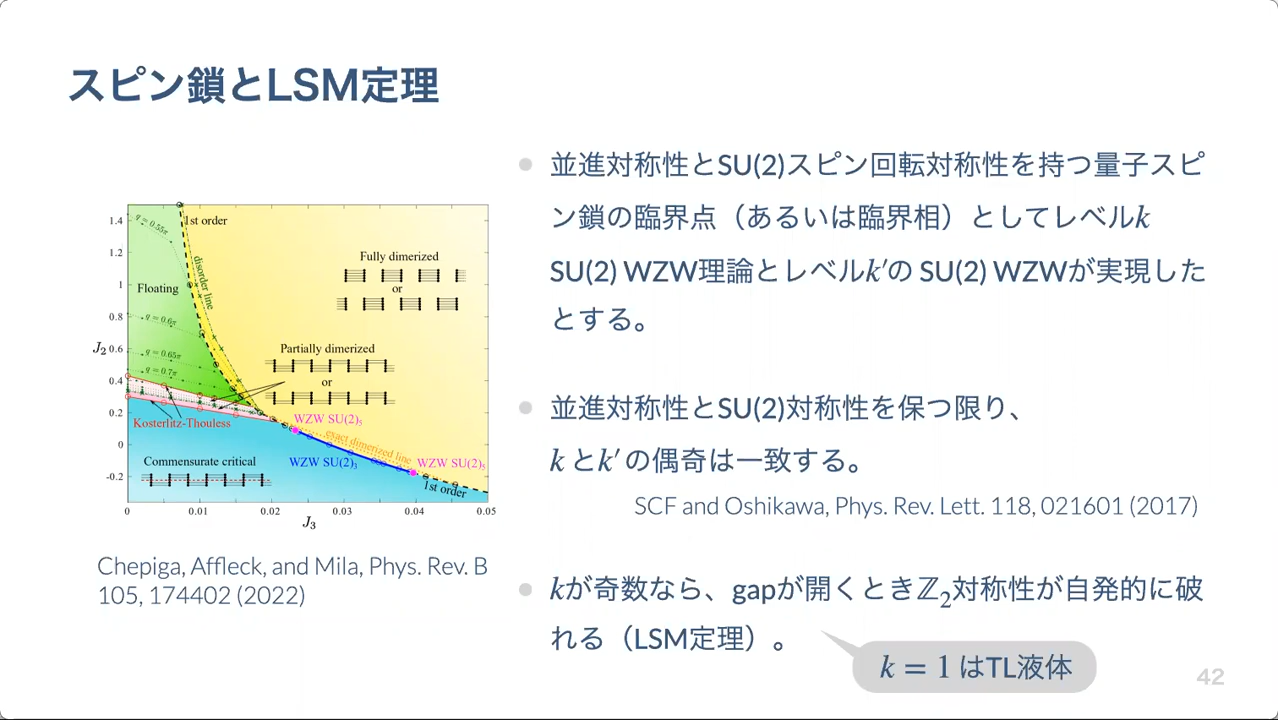 スピン鎖とLSM定理
1.4
1.2
1
0.8
J₂ 0.6
0.4
0.2
0
-0.2
0
0.01
0.02
0.03
0.04
0.05
J₃
q = 0.55π
1st order
disorder line
Floating
Fully dimerized
or
q = 0.6π
q = 0.65π
q = 0.7π
Partially dimerized
or
Kosterlitz-Thouless
WZW SU(2)₅
exact dimerized line
WZW SU(2)₃
WZW SU(2)₅
Commensurate critical
1st order
Chepiga, Affleck, and Mila, Phys. Rev. B
105, 174402 (2022)
• 並進対称性とSU(2)スピン回転対称性を持つ量子スピ
ン鎖の臨界点（あるいは臨界相）としてレベルk
SU(2) WZW理論とレベルk′の SU(2) WZWが実現した
とする。
• 並進対称性とSU(2)対称性を保つ限り、
k とk′ の偶奇は一致する。
SCF and Oshikawa, Phys. Rev. Lett. 118, 021601 (2017)
• kが奇数なら、gapが開くときℤ₂対称性が自発的に破
れる（LSM定理）。
k = 1 はTL液体
42